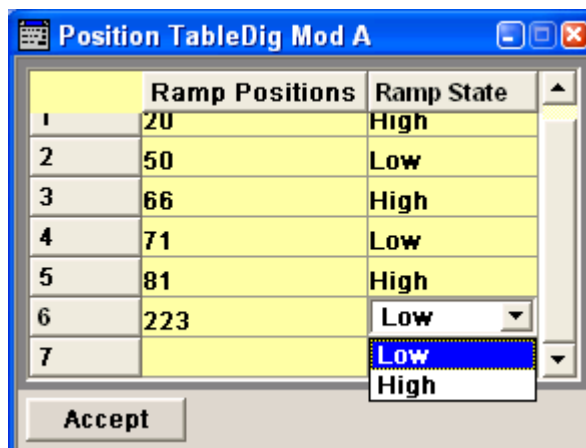 Position TableDig Mod A
Ramp Positions Ramp State
1 20 High
2 50 Low
3 66 High
4 71 Low
5 81 High
6 223 Low
7 Low
High
Accept